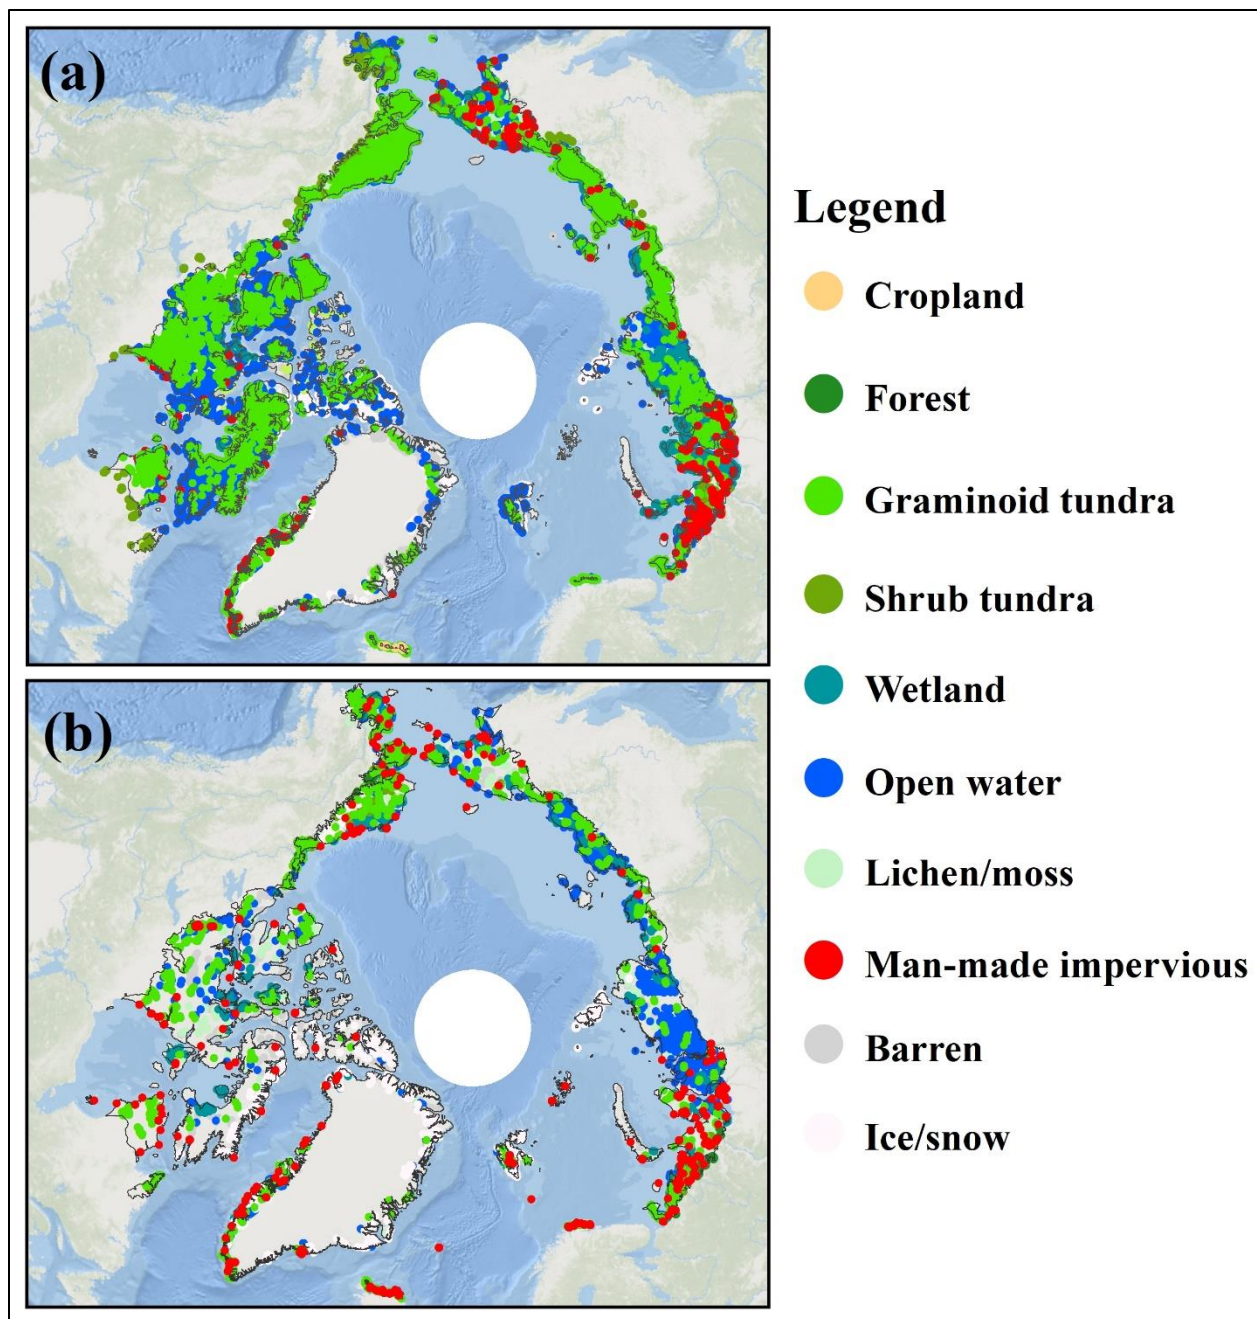 (a)
(b)
Legend
Cropland
Forest
Graminoid tundra
Shrub tundra
Wetland
Open water
Lichen/moss
Man-made impervious
Barren
Ice/snow